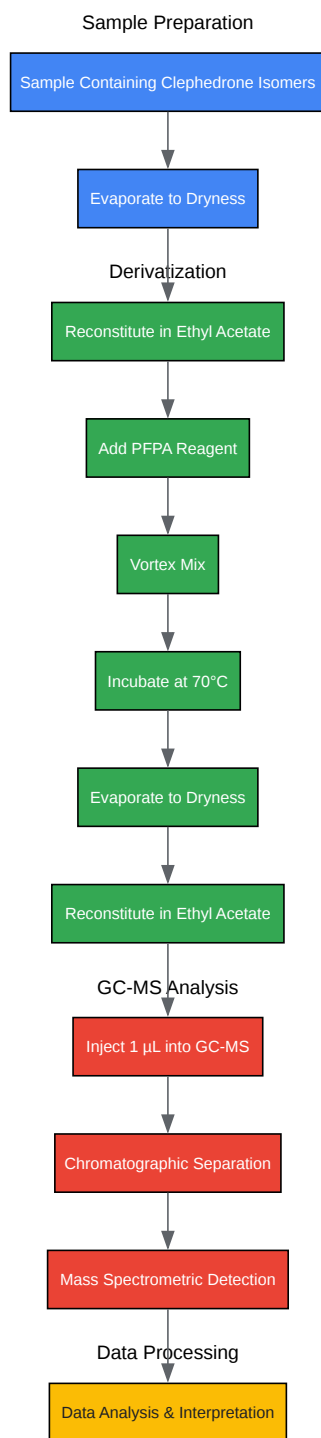 Sample Preparation
Sample Containing Clephedrone Isomers
Evaporate to Dryness
Derivatization
Reconstitute in Ethyl Acetate
Add PFPA Reagent
Vortex Mix
Incubate at 70°C
Evaporate to Dryness
Reconstitute in Ethyl Acetate
GC-MS Analysis
Inject 1 µL into GC-MS
Chromatographic Separation
Mass Spectrometric Detection
Data Processing
Data Analysis & Interpretation